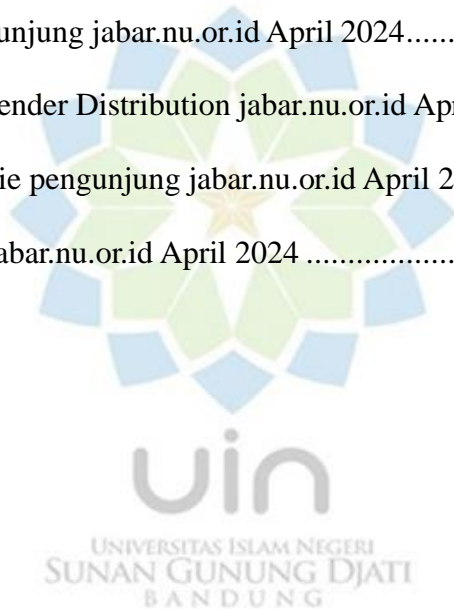 unjung jabar.nu.or.id April 2024......
ender Distribution jabar.nu.or.id Apr
ie pengunjung jabar.nu.or.id April 2
abar.nu.or.id April 2024 ...................
uin
UNIVERSITAS ISLAM NEGERI
SUNAN GUNUNG DJATI
BANDUNG